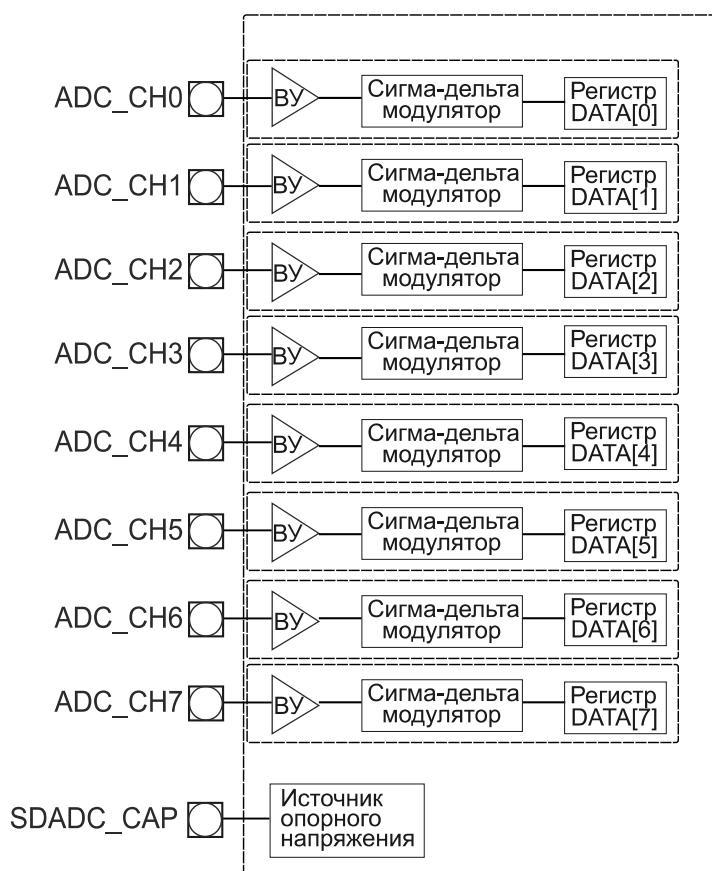 ADC_CH0
ВУ
Сигма-дельта
модулятор
Регистр
DATA[0]
ADC_CH1
ВУ
Сигма-дельта
модулятор
Регистр
DATA[1]
ADC_CH2
ВУ
Сигма-дельта
модулятор
Регистр
DATA[2]
ADC_CH3
ВУ
Сигма-дельта
модулятор
Регистр
DATA[3]
ADC_CH4
ВУ
Сигма-дельта
модулятор
Регистр
DATA[4]
ADC_CH5
ВУ
Сигма-дельта
модулятор
Регистр
DATA[5]
ADC_CH6
ВУ
Сигма-дельта
модулятор
Регистр
DATA[6]
ADC_CH7
ВУ
Сигма-дельта
модулятор
Регистр
DATA[7]
SDADC_CAP
Источник
опорного
напряжения